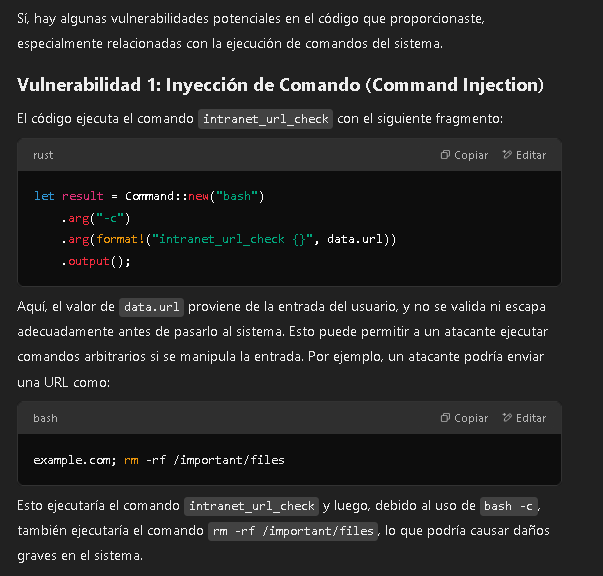 Sí, hay algunas vulnerabilidades potenciales en el código que proporcionaste,
especialmente relacionadas con la ejecución de comandos del sistema.
Vulnerabilidad 1: Inyección de Comando (Command Injection)
El código ejecuta el comando intranet_url_check con el siguiente fragmento:
rust Copiar Editar
let result = Command::new("bash")
    .arg("-c")
    .arg(format!("intranet_url_check {}", data.url))
    .output();
Aquí, el valor de data.url proviene de la entrada del usuario, y no se valida ni escapa
adecuadamente antes de pasarlo al sistema. Esto puede permitir a un atacante ejecutar
comandos arbitrarios si se manipula la entrada. Por ejemplo, un atacante podría enviar
una URL como:
bash Copiar Editar
example.com; rm -rf /important/files
Esto ejecutaría el comando intranet_url_check y luego, debido al uso de bash -c,
también ejecutaría el comando rm -rf /important/files, lo que podría causar daños
graves en el sistema.